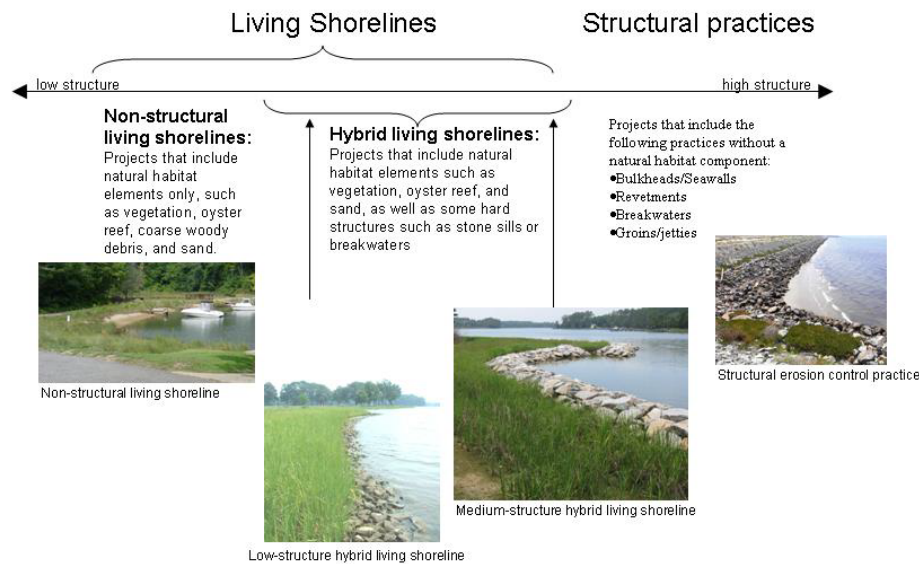 Living Shorelines
Structural practices
low structure
high structure
Non-structural
living shorelines:
Projects that include
natural habitat
elements only, such
as vegetation, oyster
reef, coarse woody
debris, and sand.
Hybrid living shorelines:
Projects that include natural
habitat elements such as
vegetation, oyster reef, and
sand, as well as some hard
structures such as stone sills or
breakwaters
Projects that include the
following practices without a
natural habitat component:
•Bulkheads/Seawalls
•Revetments
•Breakwaters
•Groins/jetties
Non-structural living shoreline
Low-structure hybrid living shoreline
Medium-structure hybrid living shoreline
Structural erosion control practice